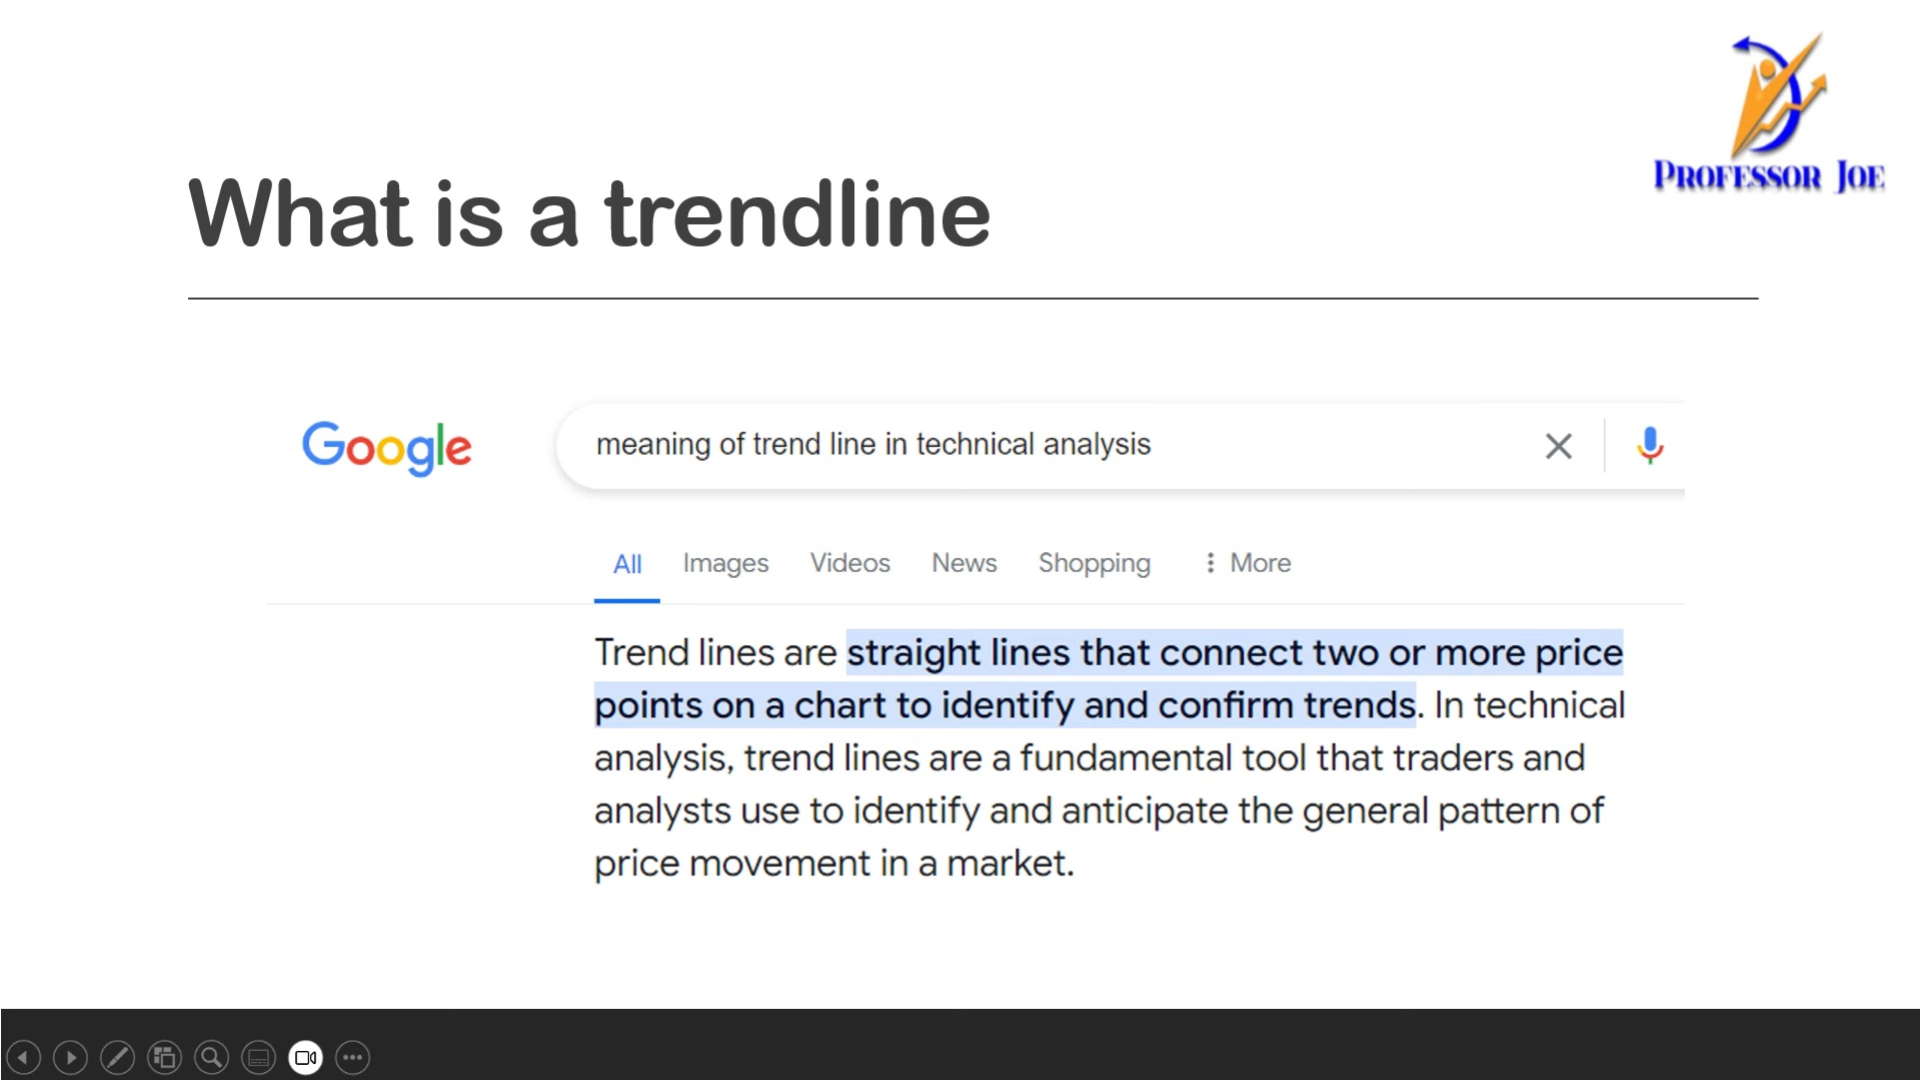 PROFESSOR JOE
What is a trendline
Google
meaning of trend line in technical analysis
All Images Videos News Shopping More
Trend lines are straight lines that connect two or more price
points on a chart to identify and confirm trends. In technical
analysis, trend lines are a fundamental tool that traders and
analysts use to identify and anticipate the general pattern of
price movement in a market.